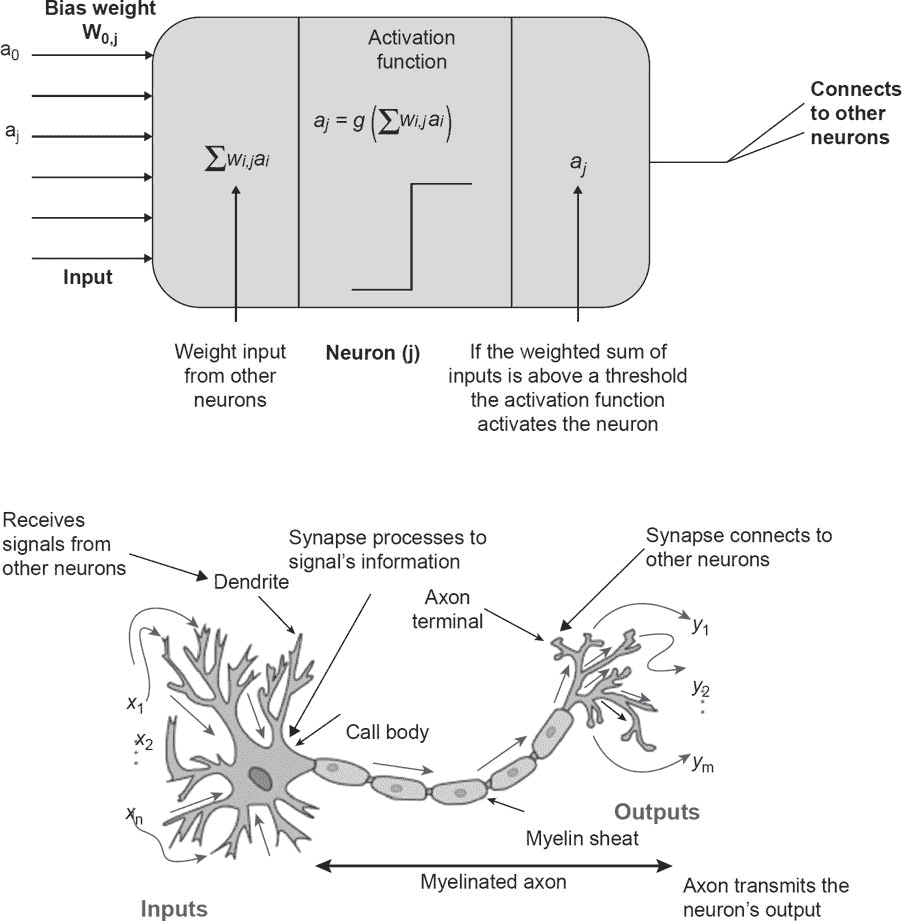 Bias weight
W0,j
a0
aj
Input
∑wi,jai
Activation
function
aj = g (∑wi,jai)
aj
Connects
to other
neurons
Weight input
from other
neurons
Neuron (j)
If the weighted sum of
inputs is above a threshold
the activation function
activates the neuron
Receives
signals from
other neurons
Dendrite
Synapse processes to
signal's information
Synapse connects to
other neurons
Axon
terminal
x1
x2
xn
y1
y2
ym
Call body
Outputs
Myelin sheat
Myelinated axon
Axon transmits the
neuron's output
Inputs